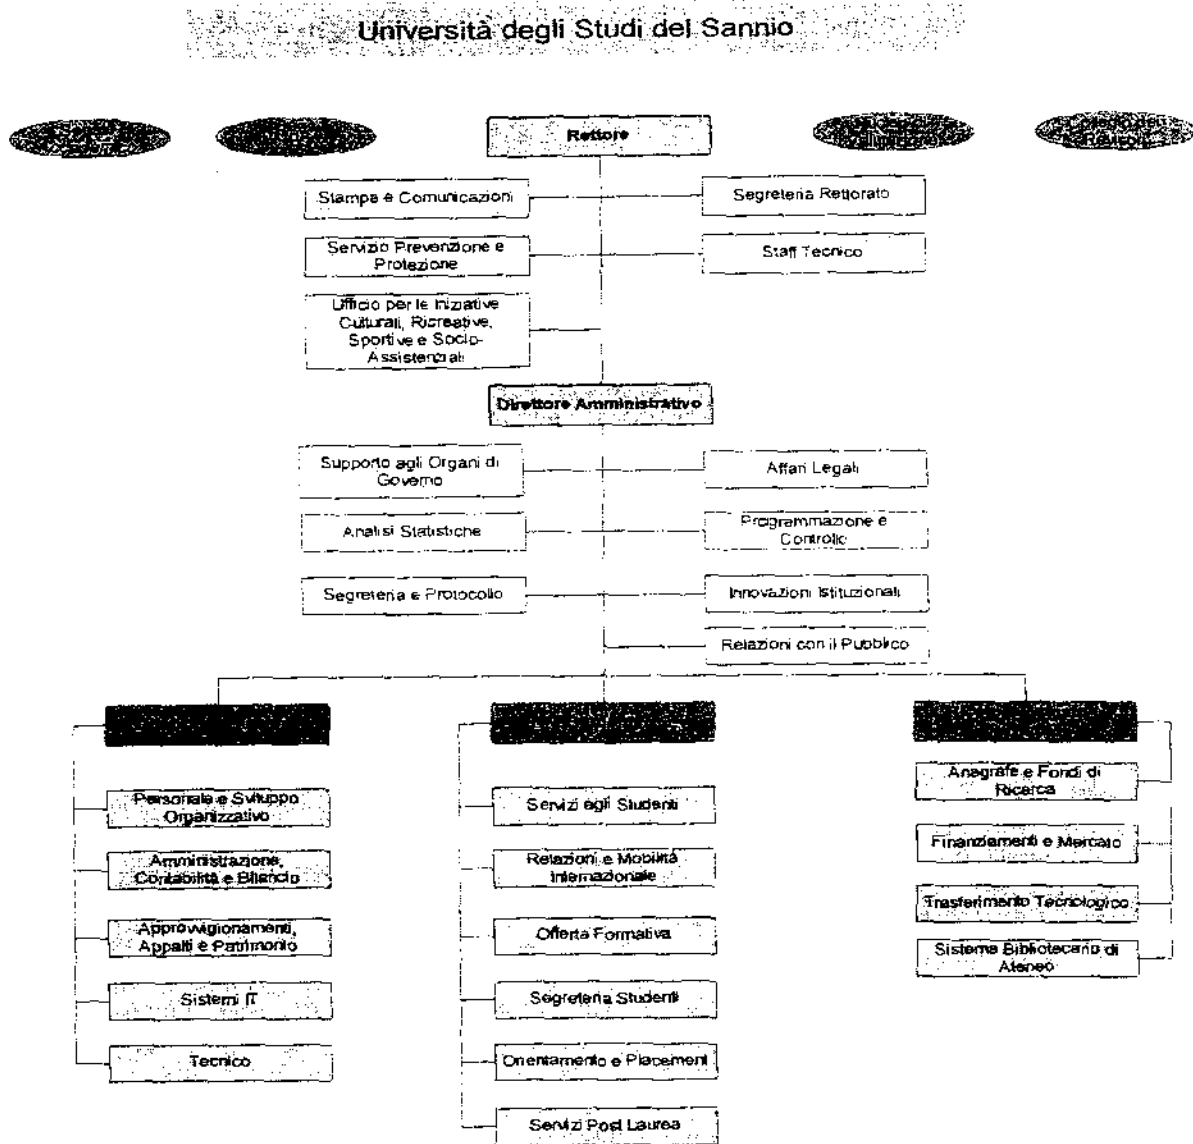 Università degli Studi del Sannio
Rettore
Revisori
Stampa e Comunicazioni
Segreteria Rettorato
Servizio Prevenzione e
Protezione
Staff Tecnico
Ufficio per le Iniziative
Culturali, Ricreative,
Sportive e Socio-
Assistenziali
Direttore Amministrativo
Supporto agli Organi di
Governo
Affari Legali
Analisi Statistiche
Programmazione e
Controllo
Segreteria e Protocollo
Innovazioni Istituzionali
Relazioni con il Pubblico
Personale e Sviluppo
Organizzativo
Amministrazione,
Contabilità e Bilancio
Approvvigionamenti,
Appalti e Patrimonio
Sistemi IT
Tecnico
Servizi agli Studenti
Relazioni e Mobilità
Internazionale
Offerta Formativa
Segreteria Studenti
Orientamento e Placement
Servizi Post Laurea
Anagrafe e Fondi di
Ricerca
Finanziamenti e Mercato
Trasferimento Tecnologico
Sistema Bibliotecario di
Ateneo